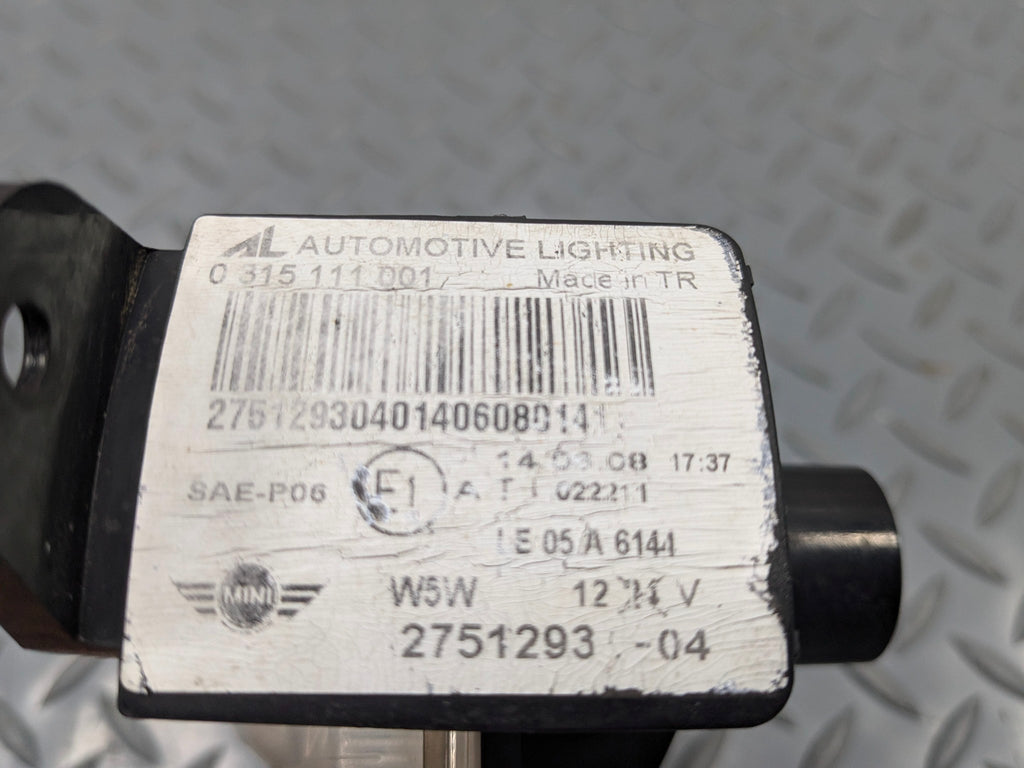 AL AUTOMOTIVE LIGHTING
0 315 111 001 Made in TR
14.03.08 17:37
SAE-P06 E1 A 022211
IE 05 A 6144
MINI W5W 12 V
2751293 -04